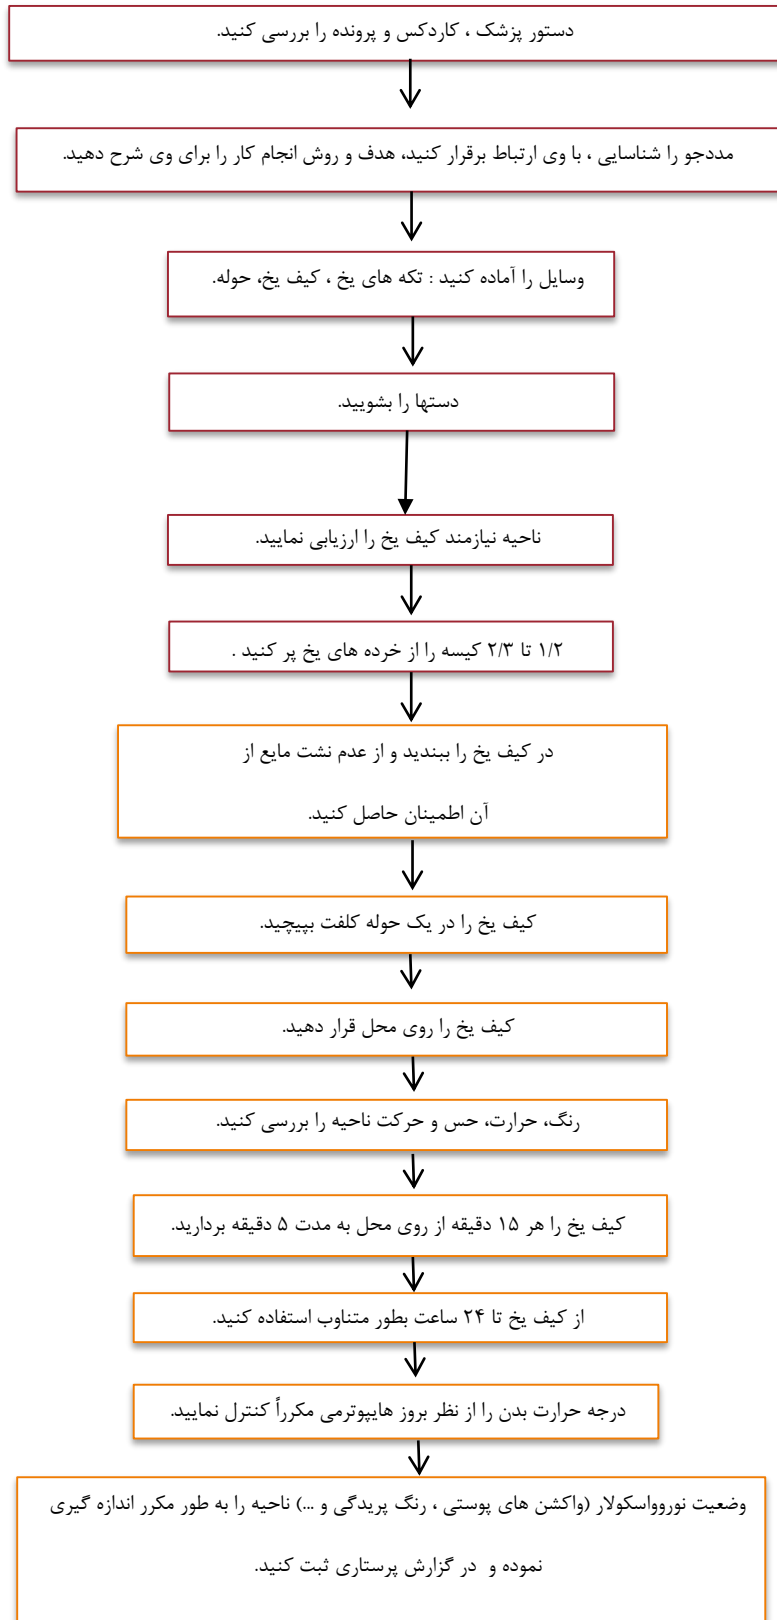 دستور پزشک ، کاردکس و پرونده را بررسی کنید.
مددجو را شناسایی ، با وی ارتباط برقرار کنید، هدف و روش انجام کار را برای وی شرح دهید.
وسایل را آماده کنید : تکه های یخ ، کیف یخ، حوله.
دستها را بشویید.
ناحیه نیازمند کیف یخ را ارزیابی نمایید.
۱/۲ تا ۲/۳ کیسه را از خرده های یخ پر کنید .
در کیف یخ را ببندید و از عدم نشت مایع از
آن اطمینان حاصل کنید.
کیف یخ را در یک حوله کلفت بپیچید.
کیف یخ را روی محل قرار دهید.
رنگ، حرارت، حس و حرکت ناحیه را بررسی کنید.
کیف یخ را هر ۱۵ دقیقه از روی محل به مدت ۵ دقیقه بردارید.
از کیف یخ تا ۲۴ ساعت بطور متناوب استفاده کنید.
درجه حرارت بدن را از نظر بروز هایپوترمی مکرراً کنترل نمایید.
وضعیت نوروواسکولار (واکشن های پوستی ، رنگ پریدگی و ...) ناحیه را به طور مکرر اندازه گیری
نموده و در گزارش پرستاری ثبت کنید.